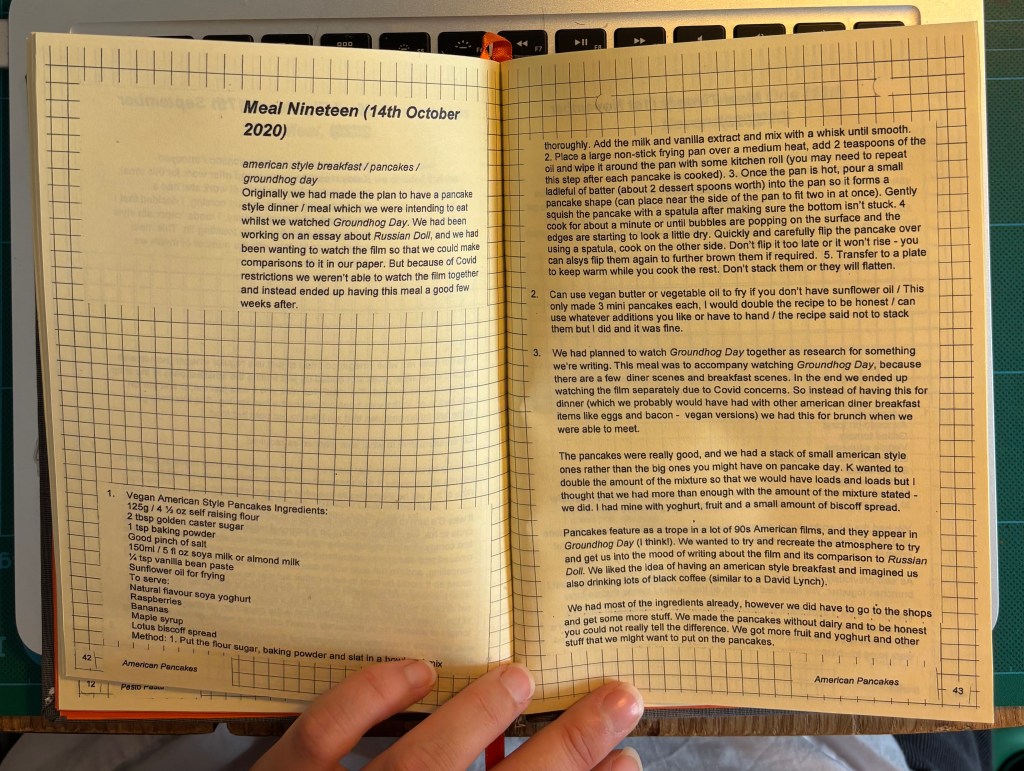 Meal Nineteen (14th October
2020)
american style breakfast / pancakes /
groundhog day
Originally we had made the plan to have a pancake
style dinner / meal which we were intending to eat
whilst we watched Groundhog Day. We had been
working on an essay about Russian Doll, and we had
been wanting to watch the film so that we could make
comparisons to it in our paper. But because of Covid
restrictions we weren't able to watch the film together
and instead ended up having this meal a good few
weeks after.
1. Vegan American Style Pancakes Ingredients:
125g / 4 ½ oz self raising flour
2 tbsp golden caster sugar
1 tsp baking powder
Good pinch of salt
150ml / 5 fl oz soya milk or almond milk
¼ tsp vanilla bean paste
Sunflower oil for frying
To serve:
Natural flavour soya yoghurt
Raspberries
Bananas
Maple syrup
Lotus biscoff spread
Method: 1. Put the flour sugar, baking powder and slat in a mix
42
American Pancakes
12
Pasto
thoroughly. Add the milk and vanilla extract and mix with a whisk until smooth.
2. Place a large non-stick frying pan over a medium heat, add 2 teaspoons of the
oil and wipe it around the pan with some kitchen roll (you may need to repeat
this step after each pancake is cooked). 3. Once the pan is hot, pour a small
ladleful of batter (about 2 dessert spoons worth) into the pan so it forms a
pancake shape (can place near the side of the pan to fit two in at once). Gently
squish the pancake with a spatula after making sure the bottom isn't stuck. 4
cook for about a minute or until bubbles are popping on the surface and the
edges are starting to look a little dry. Quickly and carefully flip the pancake over
using a spatula, cook on the other side. Don't flip it too late or it won't rise - you
can alsys flip them again to further brown them if required. 5. Transfer to a plate
to keep warm while you cook the rest. Don't stack them or they will flatten.
2. Can use vegan butter or vegetable oil to fry if you don't have sunflower oil / This
only made 3 mini pancakes each, I would double the recipe to be honest / can
use whatever additions you like or have to hand / the recipe said not to stack
them but I did and it was fine.
3. We had planned to watch Groundhog Day together as research for something
we're writing. This meal was to accompany watching Groundhog Day, because
there are a few diner scenes and breakfast scenes. In the end we ended up
watching the film separately due to Covid concerns. So instead of having this for
dinner (which we probably would have had with other american diner breakfast
items like eggs and bacon - vegan versions) we had this for brunch when we
were able to meet.
The pancakes were really good, and we had a stack of small american style
ones rather than the big ones you might have on pancake day. K wanted to
double the amount of the mixture so that we would have loads and loads but I
thought that we had more than enough with the amount of the mixture stated -
we did. I had mine with yoghurt, fruit and a small amount of biscoff spread.
Pancakes feature as a trope in a lot of 90s American films, and they appear in
Groundhog Day (I think!). We wanted to try and recreate the atmosphere to try
and get us into the mood of writing about the film and its comparison to Russian
Doll. We liked the idea of having an american style breakfast and imagined us
also drinking lots of black coffee (similar to a David Lynch).
We had most of the ingredients already, however we did have to go to the shops
and get some more stuff. We made the pancakes without dairy and to be honest
you could not really tell the difference. We got more fruit and yoghurt and other
stuff that we might want to put on the pancakes.
American Pancakes
43
F7
F8